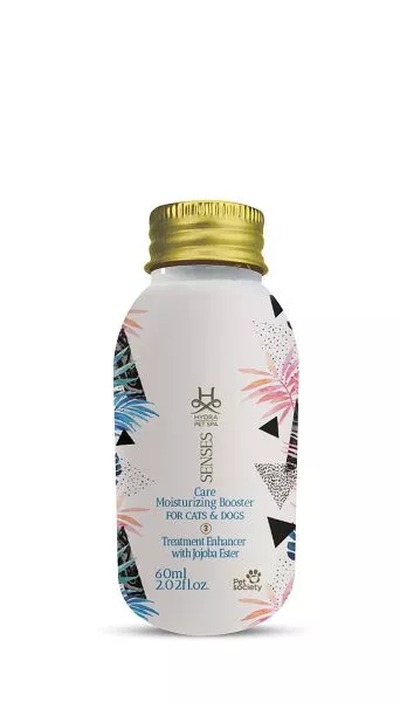 HYDRA
PET SPA
SENSES
Care
Moisturizing Booster
FOR CATS & DOGS
3
Treatment Enhancer
with Jojoba Ester
60ml
2.02fl.oz.
Pet
society